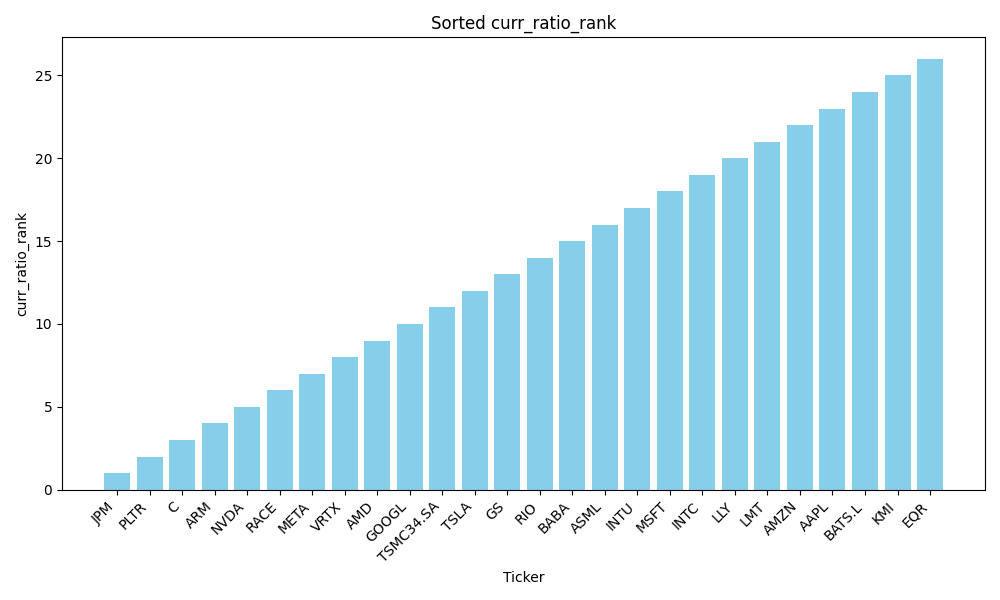 Sorted curr_ratio_rank
curr_ratio_rank
25
20
15
10
5
0
JPM
PLTR
C
ARM
NVDA
RACE
META
VRTX
AMD
GOOGL
TSMC34.SA
TSLA
GS
RIO
BABA
ASML
INTU
MSFT
INTC
LLY
LMT
AMZN
AAPL
BATS.L
KMI
EQR
Ticker